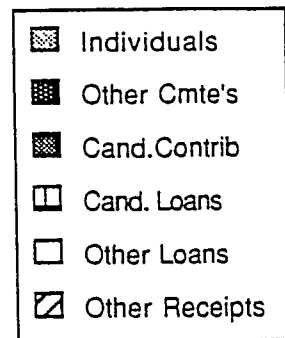 Individuals
Other Cmte's
Cand.Contrib
Cand. Loans
Other Loans
Other Receipts